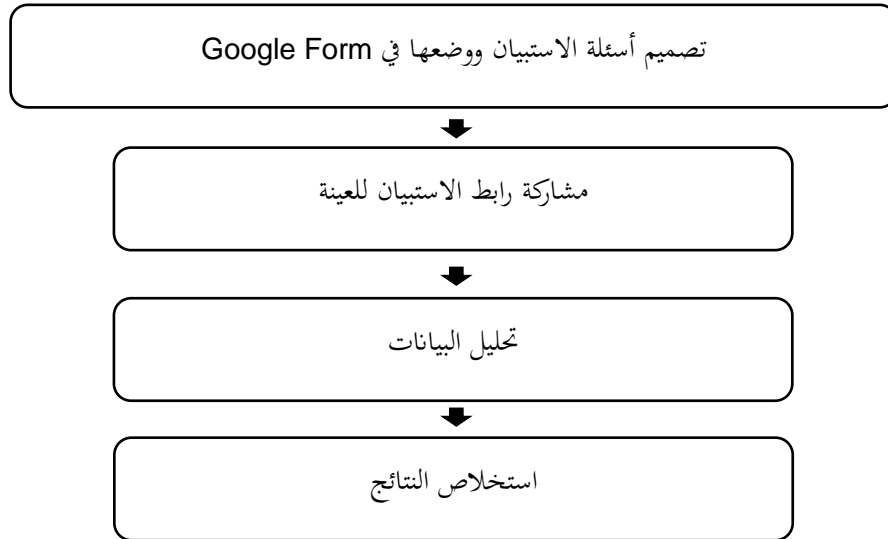 تصميم أسئلة الاستبيان ووضعها في Google Form
مشاركة رابط الاستبيان للعينة
تحليل البيانات
استخلاص النتائج